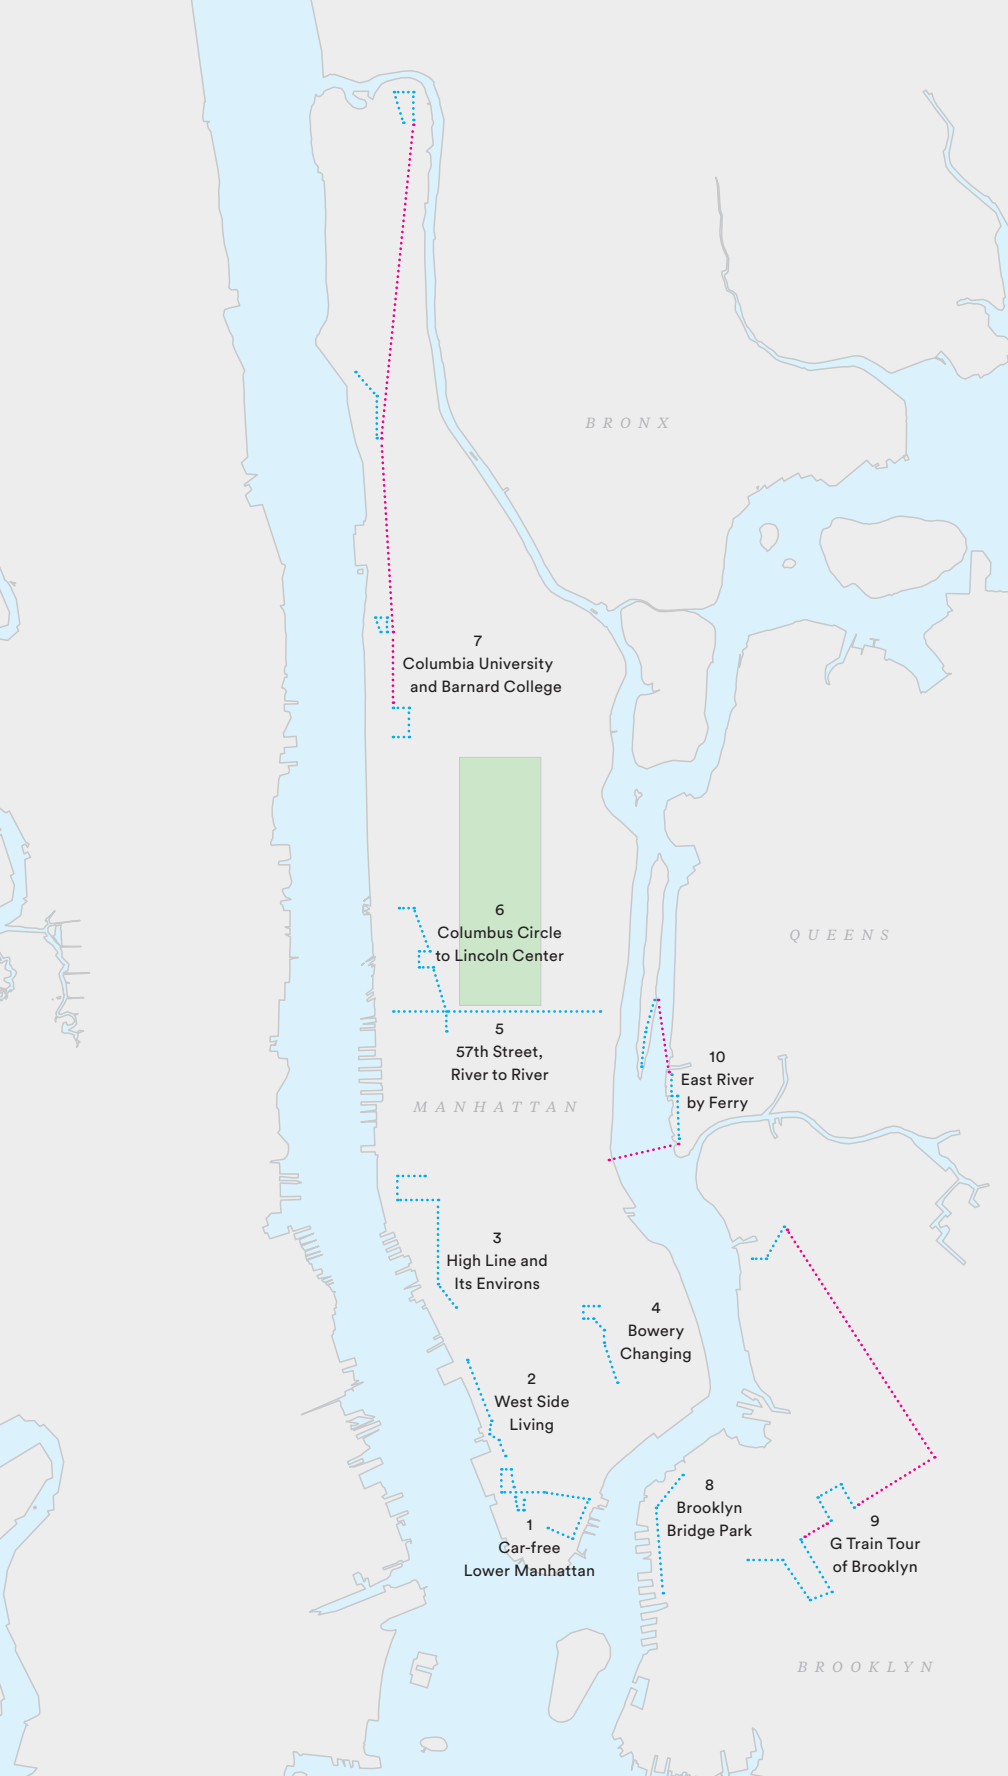 BRONX
7
Columbia University
and Barnard College
6
Columbus Circle
to Lincoln Center
QUEENS
5
57th Street,
River to River
10
East River
by Ferry
MANHATTAN
3
High Line and
Its Environs
4
Bowery
Changing
2
West Side
Living
8
Brooklyn
Bridge Park
9
G Train Tour
of Brooklyn
1
Car-free
Lower Manhattan
BROOKLYN